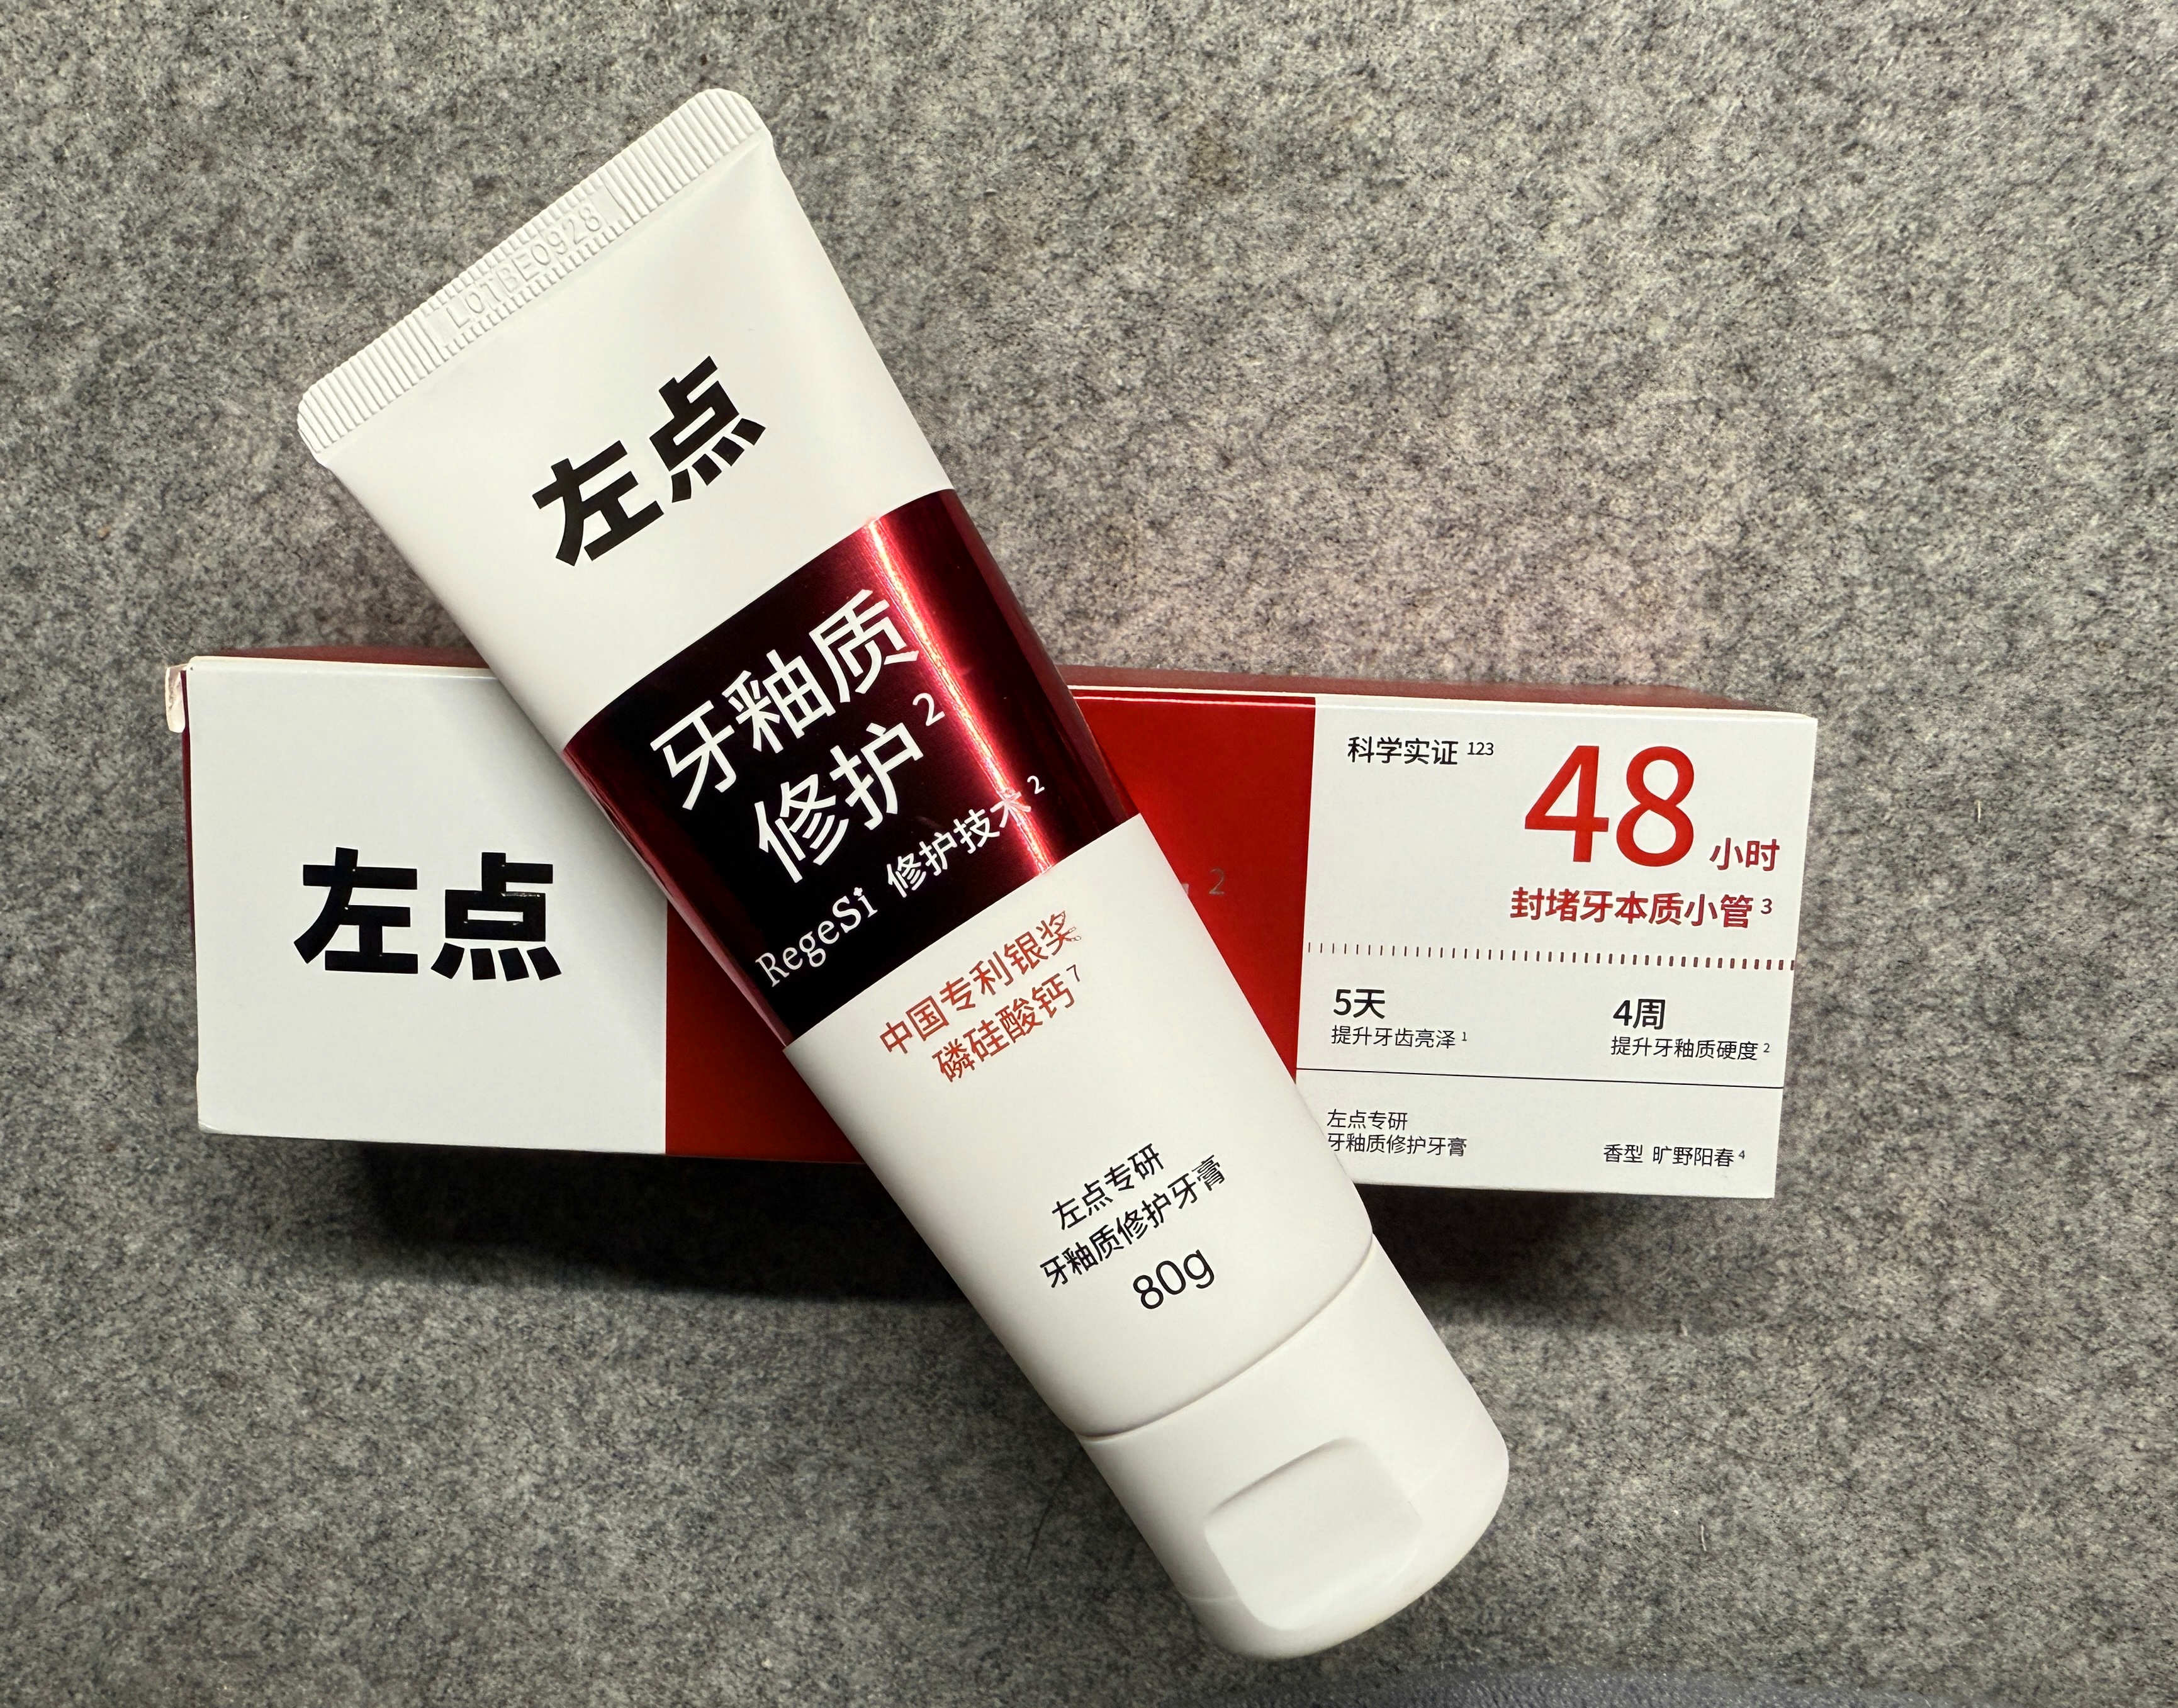 LOTBE0928
左点
牙釉质
修护²
RegeSi 修护技术²
中国专利银奖
磷硅酸钙⁷
左点专研
牙釉质修护牙膏
80g
左点
2
科学实证 ¹²³
48 小时
封堵牙本质小管³
5天
提升牙齿亮泽¹
4周
提升牙釉质硬度²
左点专研
牙釉质修护牙膏
香型 旷野阳春⁴